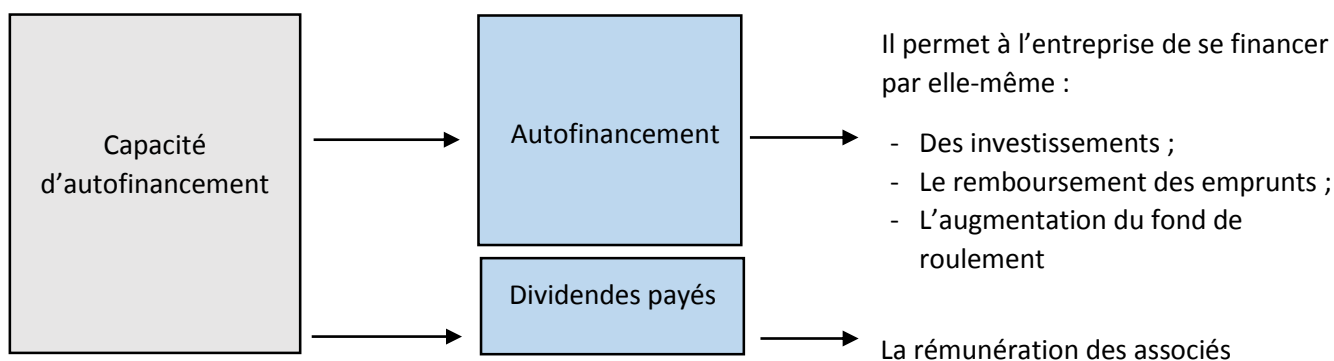 Capacité
d’autofinancement
Autofinancement
Il permet à l’entreprise de se financer
par elle-même :
- Des investissements ;
- Le remboursement des emprunts ;
- L’augmentation du fond de
roulement
Dividendes payés
La rémunération des associés